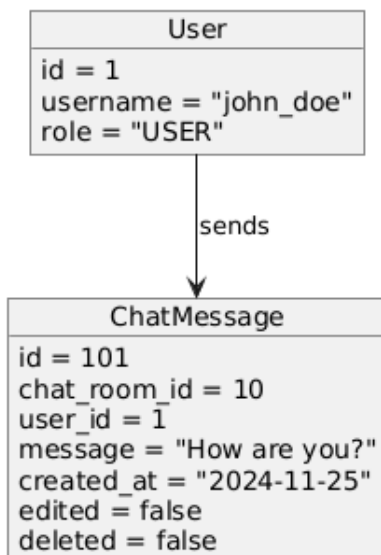 User
id = 1
username = "john_doe"
role = "USER"
sends
ChatMessage
id = 101
chat_room_id = 10
user_id = 1
message = "How are you?"
created_at = "2024-11-25"
edited = false
deleted = false